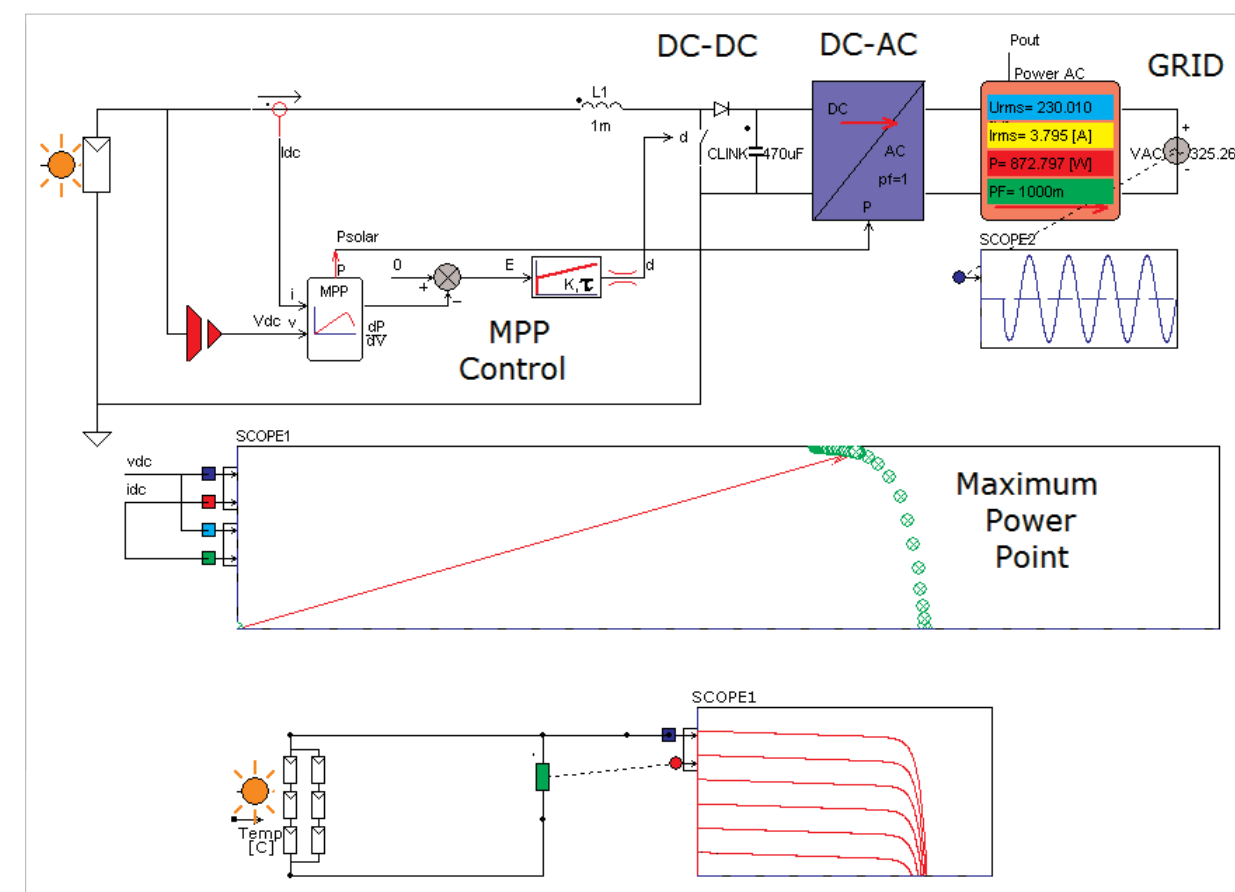 DC-DC
DC-AC
Pout
GRID
Power AC
L1
1m
Idc
d
CLINK
470uF
DC
AC
pf=1
P
Urms= 230.010
Irms= 3.795 [A]
P= 872.797 [W]
PF= 1000m
VAC
325.26
+
-
Psolar
P
MPP
i
Vdc v
dP
dV
0
+
−
E
K,τ
d
MPP
Control
SCOPE2
SCOPE1
vdc
idc
Maximum
Power
Point
SCOPE1
Temp
[C]